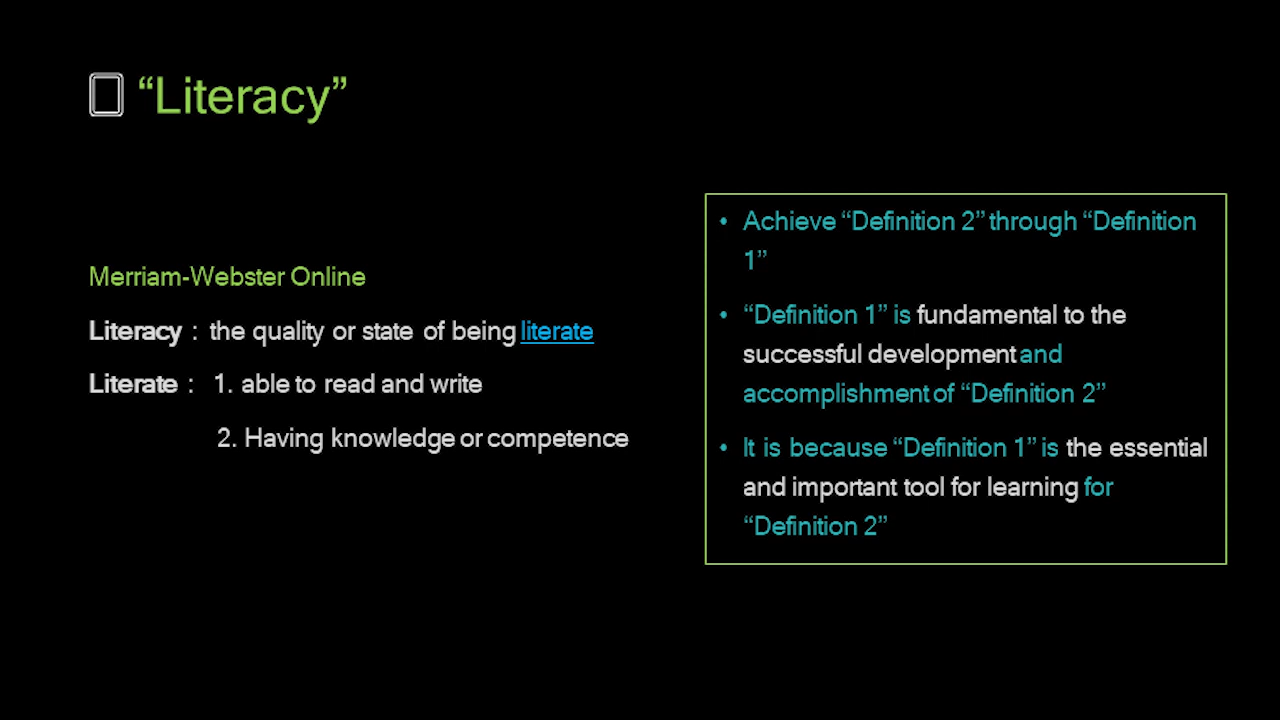 “Literacy”
Merriam-Webster Online
Literacy : the quality or state of being literate
Literate : 1. able to read and write
2. Having knowledge or competence
• Achieve “Definition 2” through “Definition
1”
• “Definition 1” is fundamental to the
successful development and
accomplishment of “Definition 2”
• It is because “Definition 1” is the essential
and important tool for learning for
“Definition 2”